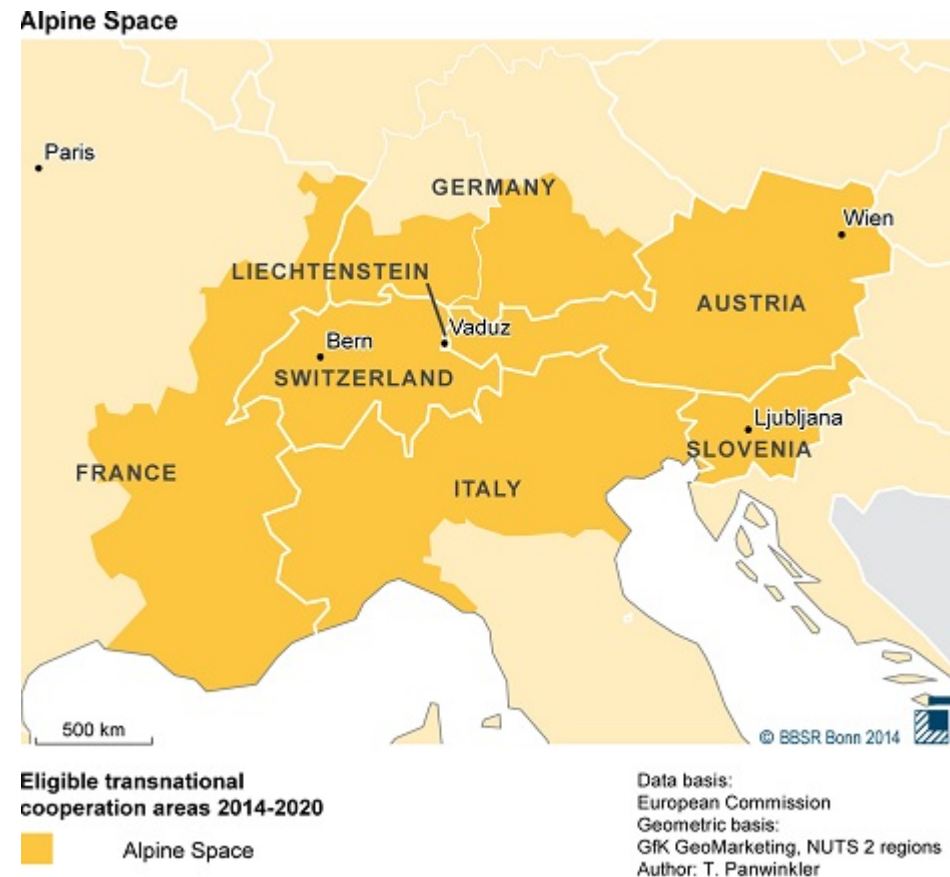 Alpine Space
Paris
GERMANY
Wien
LIECHTENSTEIN
AUSTRIA
Vaduz
Bern
SWITZERLAND
Ljubljana
SLOVENIA
FRANCE
ITALY
500 km
© BBSR Bonn 2014
Eligible transnational
cooperation areas 2014-2020
Alpine Space
Data basis:
European Commission
Geometric basis:
GfK GeoMarketing, NUTS 2 regions
Author: T. Panwinkler